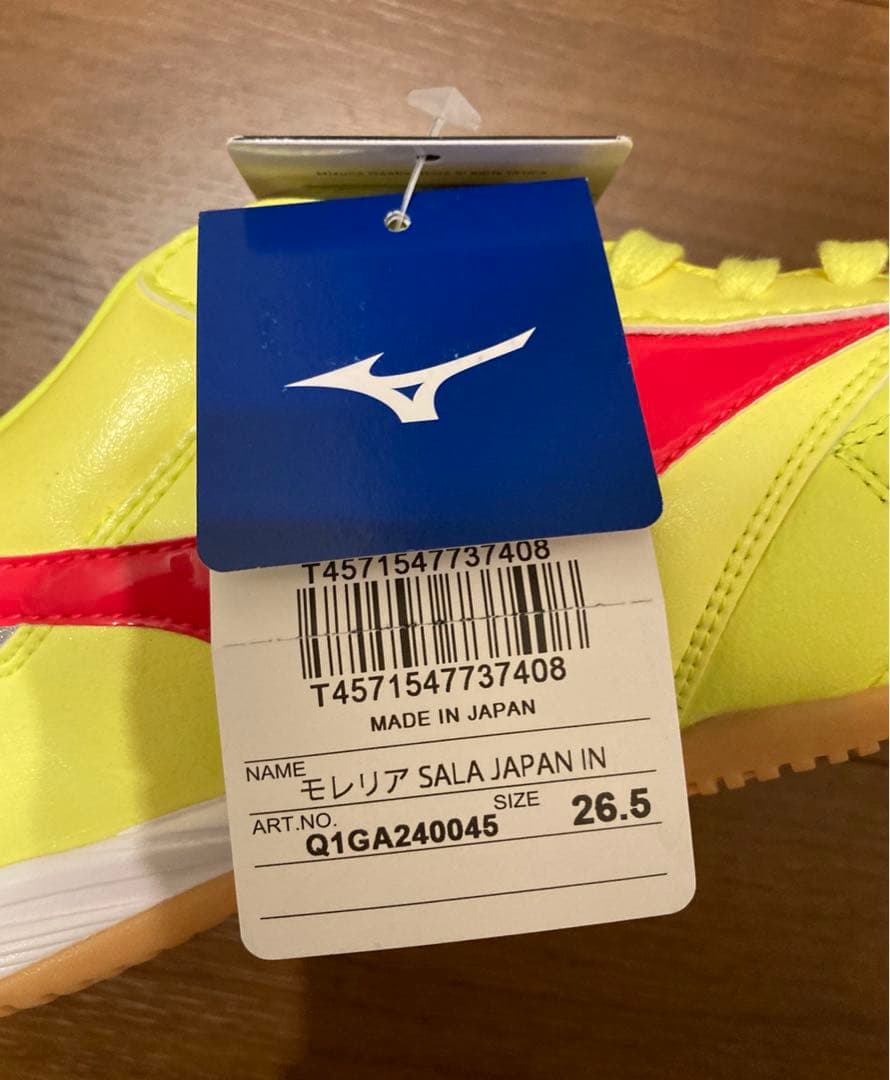 T4571547737408
T4571547737408
MADE IN JAPAN
NAME モレリア SALA JAPAN IN
ART.NO. Q1GA240045 SIZE 26.5